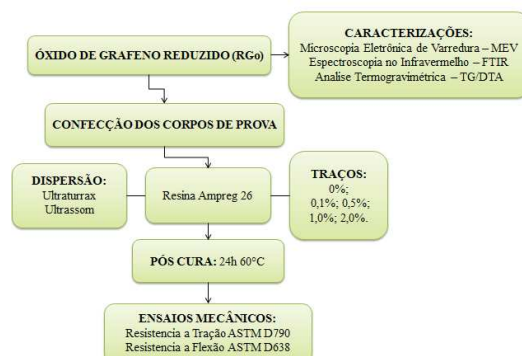 ÓXIDO DE GRAFENO REDUZIDO (RGo)
CARACTERIZAÇÕES:
Microscopia Eletrônica de Varredura – MEV
Espectroscopia no Infravermelho – FTIR
Analise Termogravimétrica – TG/DTA
CONFECÇÃO DOS CORPOS DE PROVA
DISPERSÃO:
Ultraturrax
Ultrassom
Resina Ampreg 26
TRAÇOS:
0%;
0,1%; 0,5%;
1,0%; 2,0%.
PÓS CURA: 24h 60°C
ENSAIOS MECÂNICOS:
Resistencia a Tração ASTM D790
Resistencia a Flexão ASTM D638